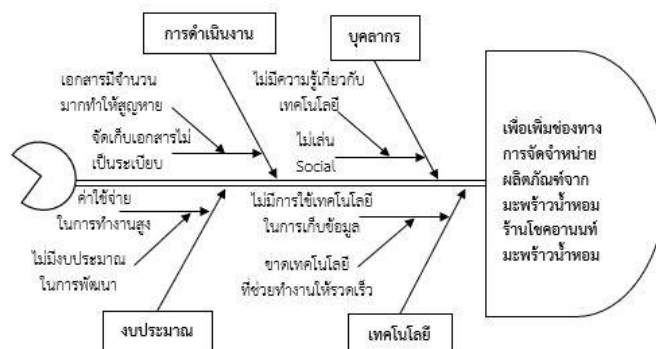 การดำเนินงาน
บุคลากร
เอกสารมีจำนวน
มากทำให้สูญหาย
จัดเก็บเอกสารไม่
เป็นระเบียบ
ไม่มีความรู้เกี่ยวกับ
เทคโนโลยี
ไม่เล่น
Social
เพื่อเพิ่มช่องทาง
การจัดจำหน่าย
ผลิตภัณฑ์จาก
มะพร้าวน้ำหอม
ร้านโชคอานนท์
มะพร้าวน้ำหอม
ค่าใช้จ่าย
ในการทำงานสูง
ไม่มีงบประมาณ
ในการพัฒนา
ไม่มีการใช้เทคโนโลยี
ในการเก็บข้อมูล
ขาดเทคโนโลยี
ที่ช่วยทำงานให้รวดเร็ว
งบประมาณ
เทคโนโลยี